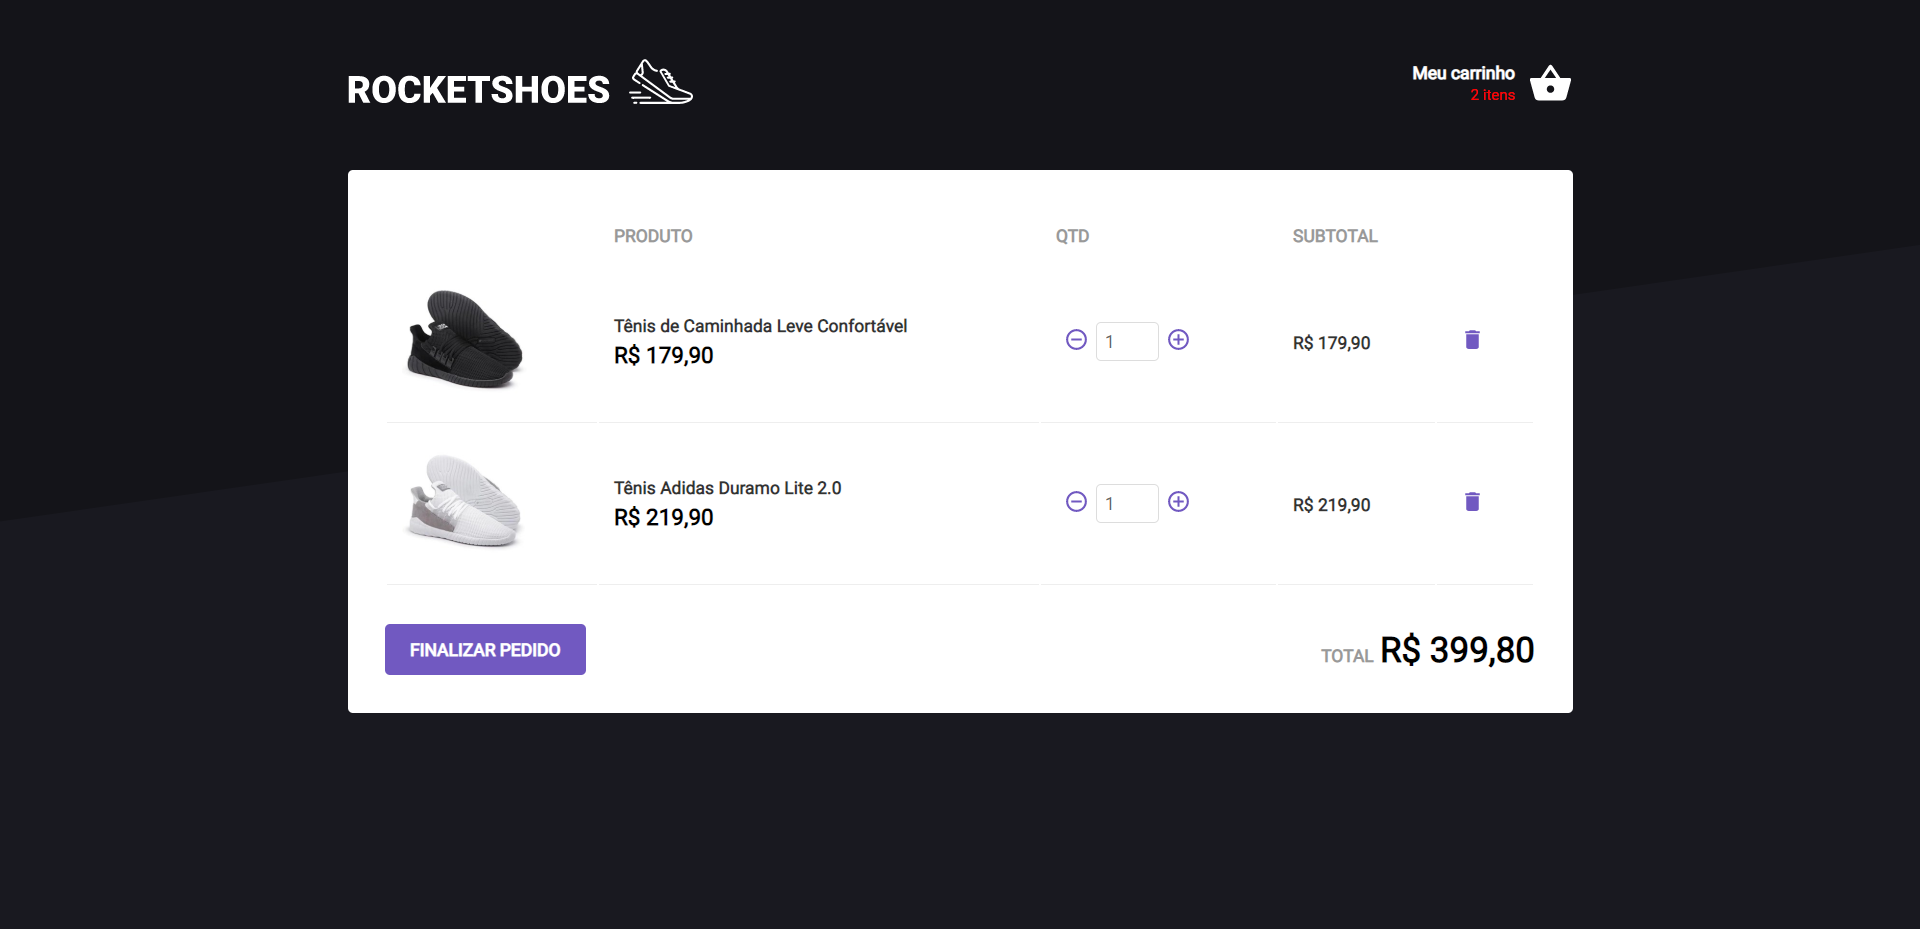 ROCKETSHOES
Meu carrinho
2 itens
PRODUTO QTD SUBTOTAL
Tênis de Caminhada Leve Confortável
R$ 179,90
1
R$ 179,90
Tênis Adidas Duramo Lite 2.0
R$ 219,90
1
R$ 219,90
FINALIZAR PEDIDO
TOTAL R$ 399,80